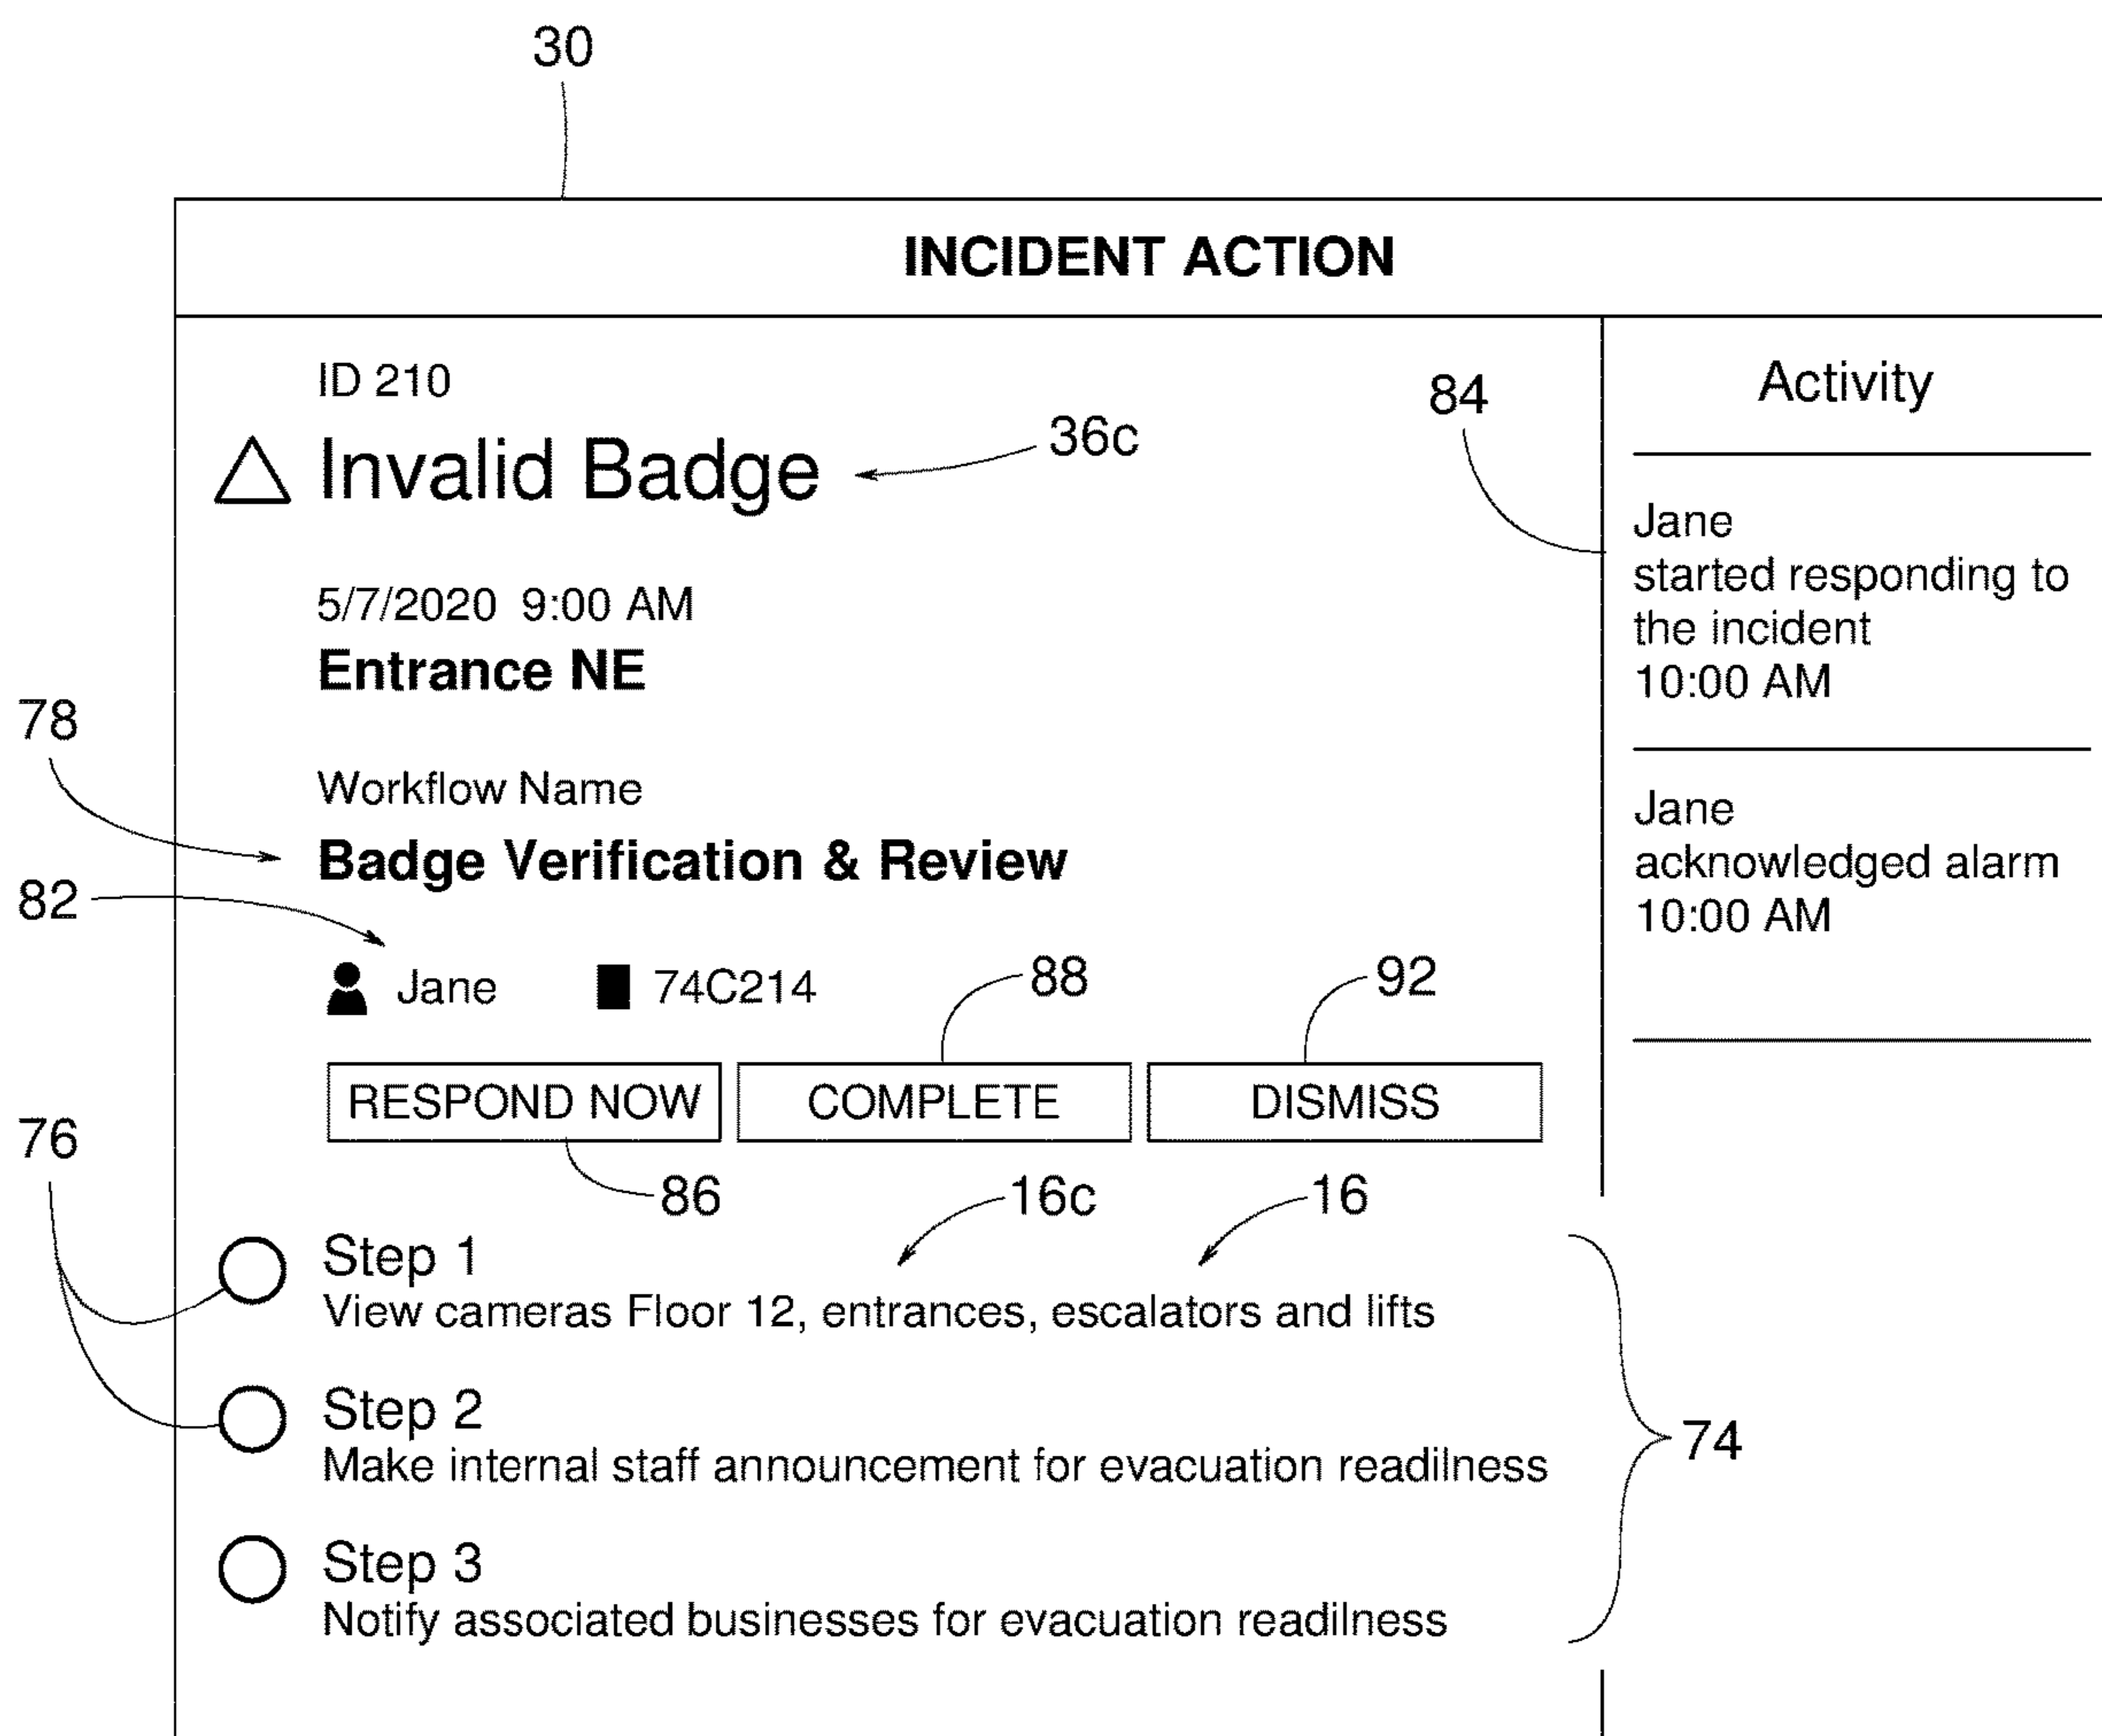 30
INCIDENT ACTION
ID 210
Invalid Badge
36c
5/7/2020 9:00 AM
Entrance NE
78
Workflow Name
Badge Verification & Review
82
Jane 74C214
88
92
RESPOND NOW COMPLETE DISMISS
76
86
16c
16
Step 1
View cameras Floor 12, entrances, escalators and lifts
Step 2
Make internal staff announcement for evacuation readilness
Step 3
Notify associated businesses for evacuation readilness
74
84
Activity
Jane
started responding to
the incident
10:00 AM
Jane
acknowledged alarm
10:00 AM